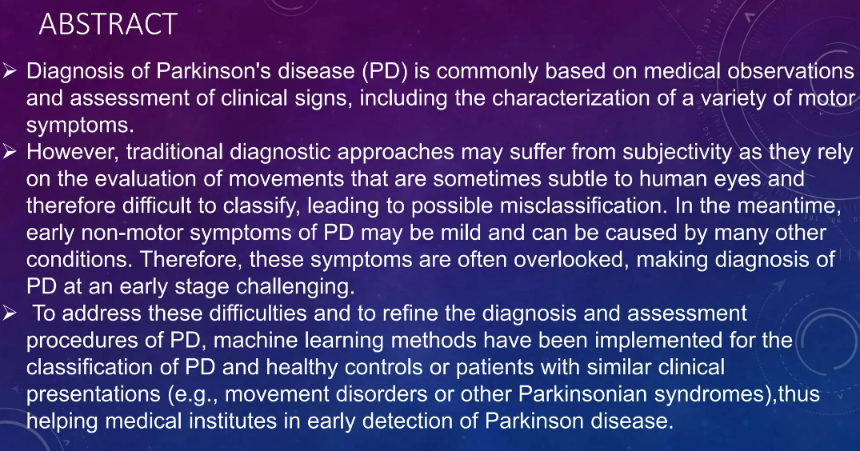 ABSTRACT
➤ Diagnosis of Parkinson's disease (PD) is commonly based on medical observations
and assessment of clinical signs, including the characterization of a variety of motor
symptoms.
➤ However, traditional diagnostic approaches may suffer from subjectivity as they rely
on the evaluation of movements that are sometimes subtle to human eyes and
therefore difficult to classify, leading to possible misclassification. In the meantime,
early non-motor symptoms of PD may be mild and can be caused by many other
conditions. Therefore, these symptoms are often overlooked, making diagnosis of
PD at an early stage challenging.
➤ To address these difficulties and to refine the diagnosis and assessment
procedures of PD, machine learning methods have been implemented for the
classification of PD and healthy controls or patients with similar clinical
presentations (e.g., movement disorders or other Parkinsonian syndromes),thus
helping medical institutes in early detection of Parkinson disease.